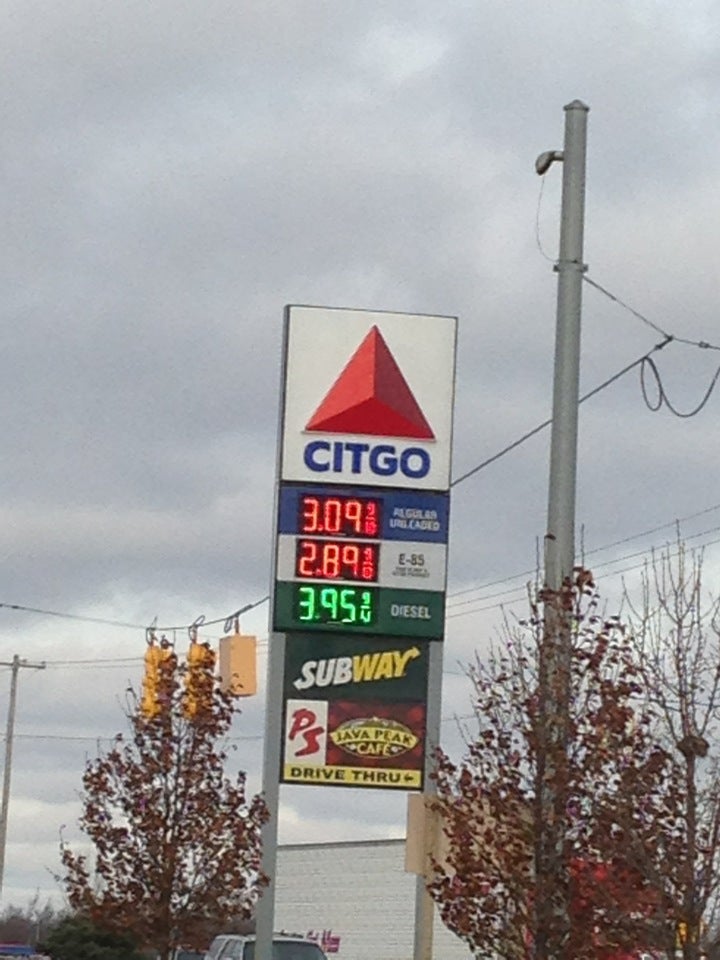 CITGO
3.09 9/10 REGULAR UNLEADED
2.89 9/10 E-85
3.95 9 DIESEL
SUBWAY
PS JAVA PEAK CAFE
DRIVE THRU